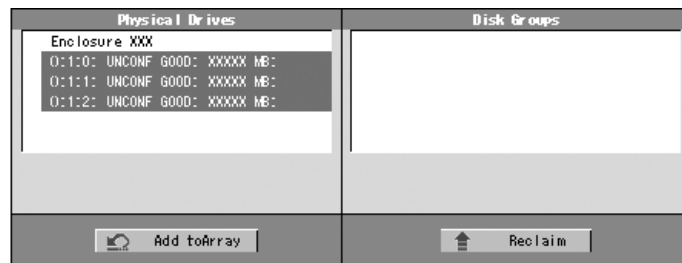 Physical Drives
Disk Groups
Enclosure XXX
0:1:0: UNCONF GOOD: XXXXX MB:
0:1:1: UNCONF GOOD: XXXXX MB:
0:1:2: UNCONF GOOD: XXXXX MB:
Add toArray
Reclaim